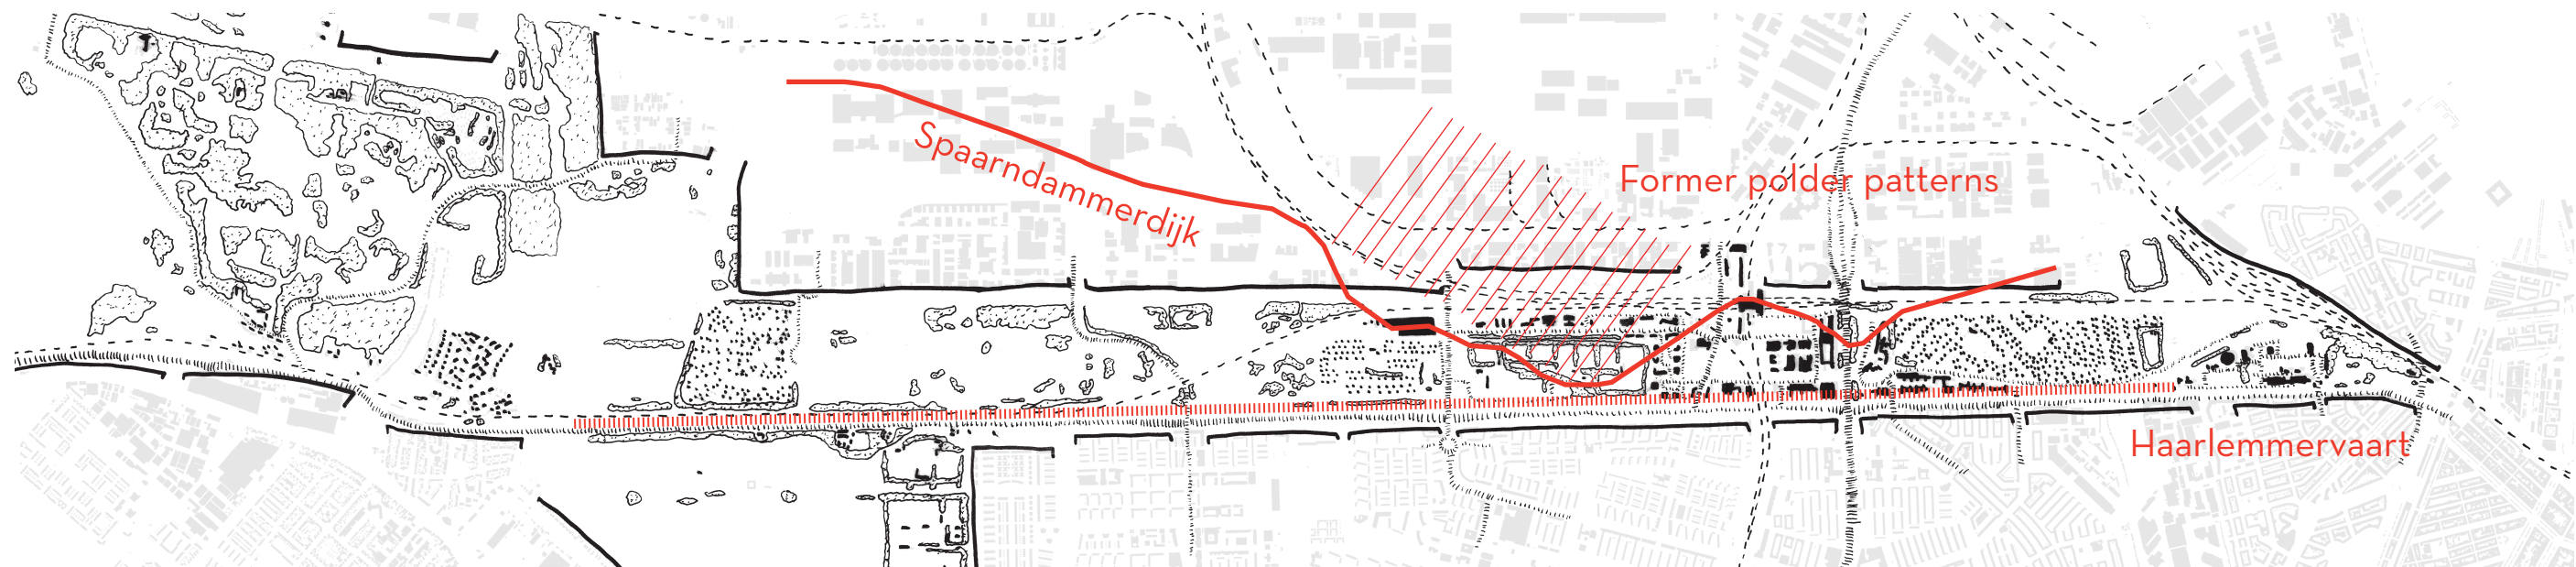 Spaarndammerdijk
Former polder patterns
Haarlemmervaart